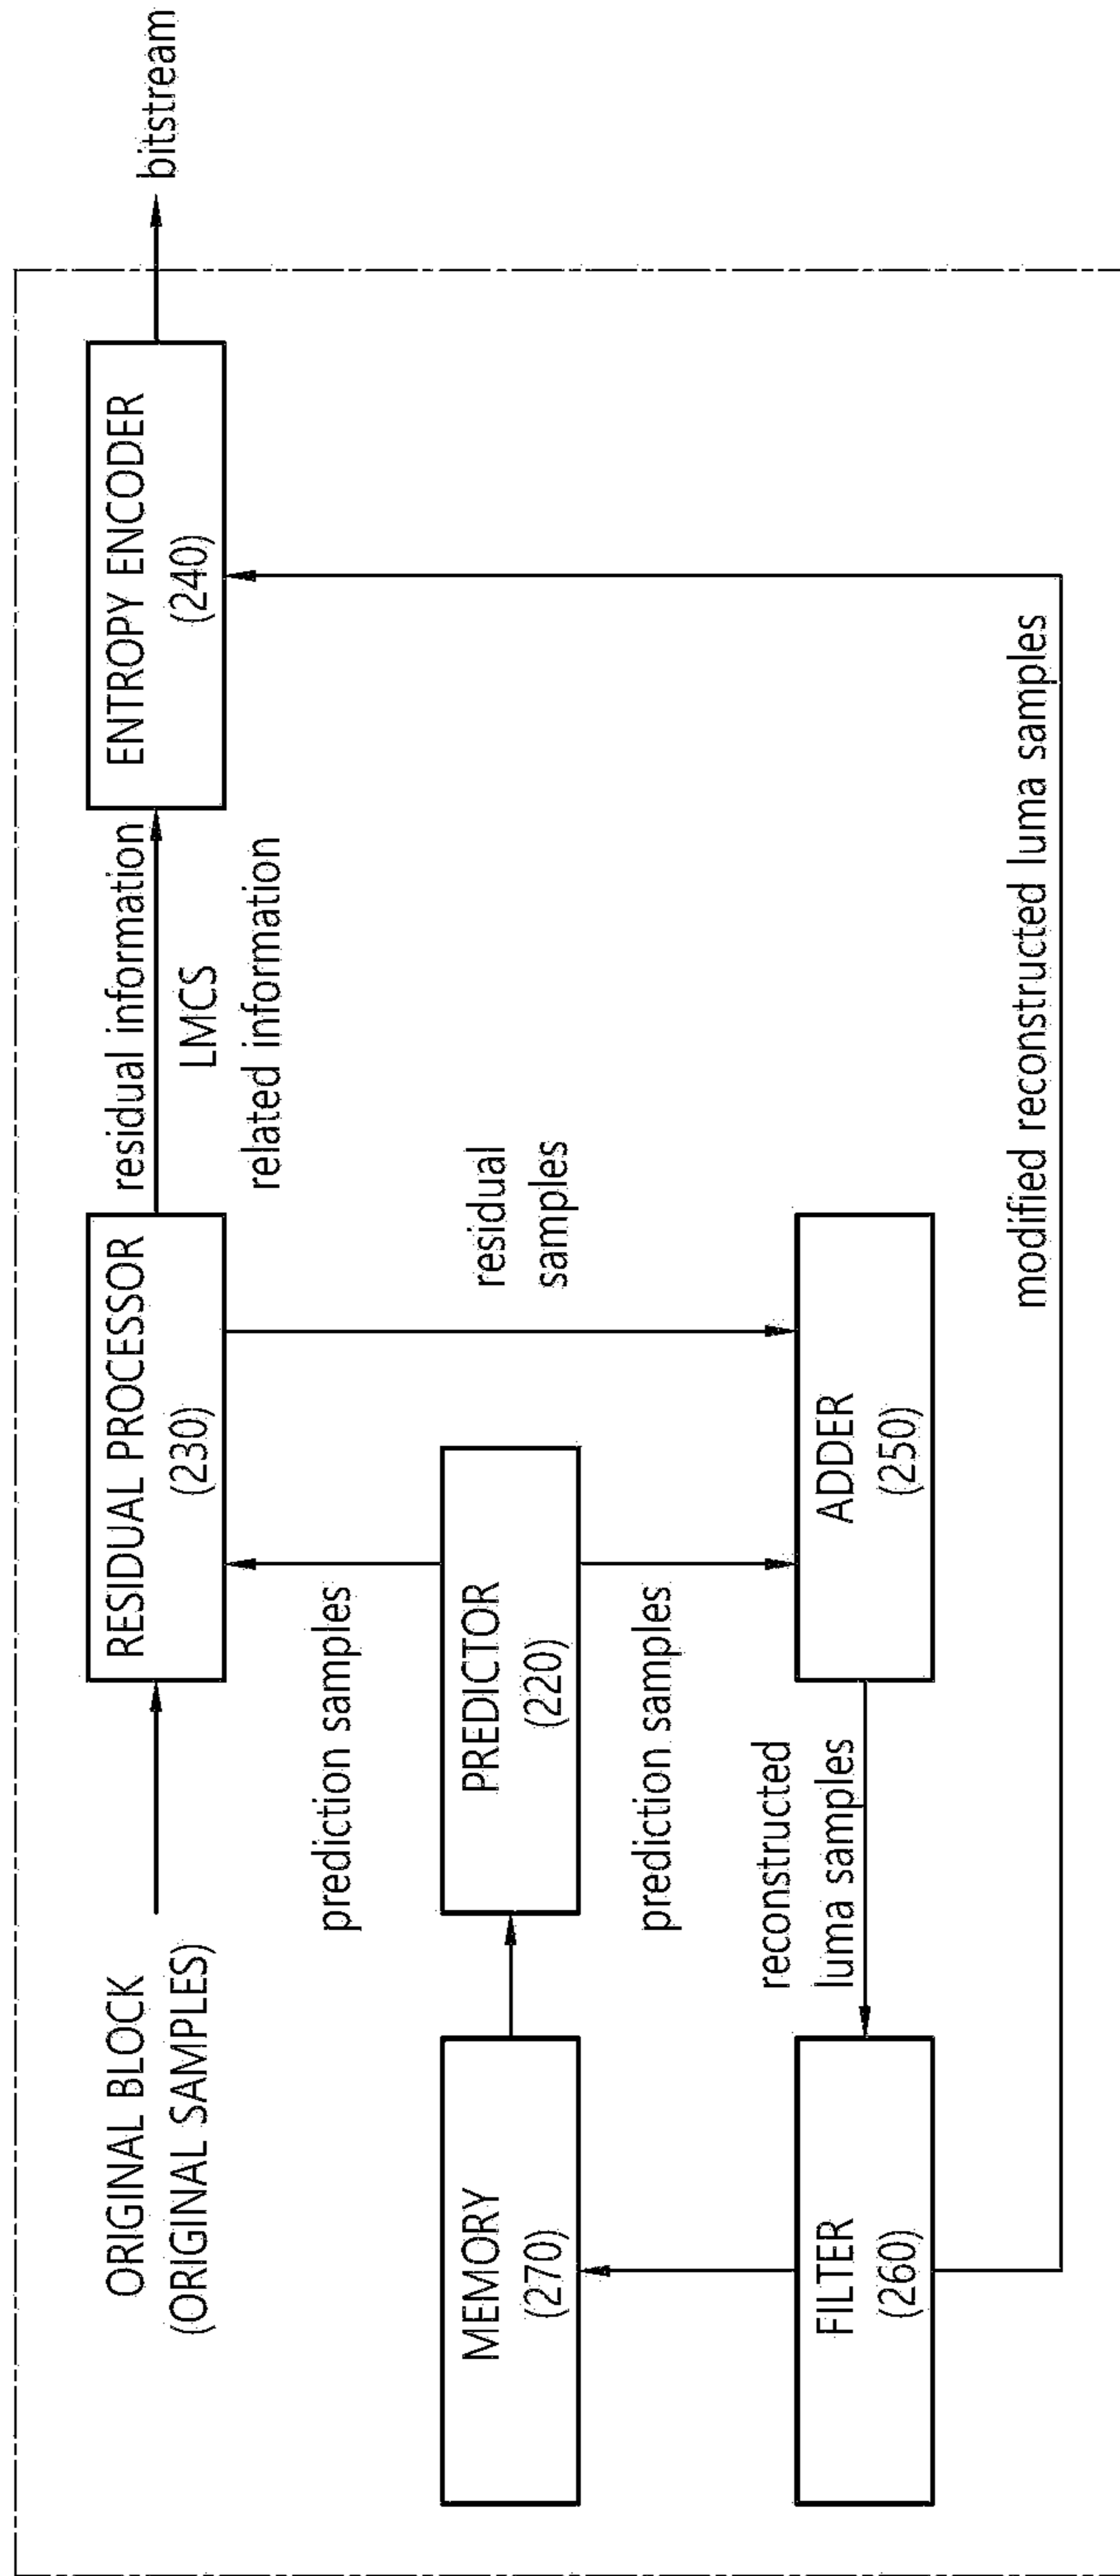 ORIGINAL BLOCK
(ORIGINAL SAMPLES)
RESIDUAL PROCESSOR
(230)
residual information
LMCS
related information
ENTROPY ENCODER
(240)
bitstream
prediction samples
residual
samples
MEMORY
(270)
PREDICTOR
(220)
prediction samples
reconstructed
luma samples
FILTER
(260)
ADDER
(250)
modified reconstructed luma samples